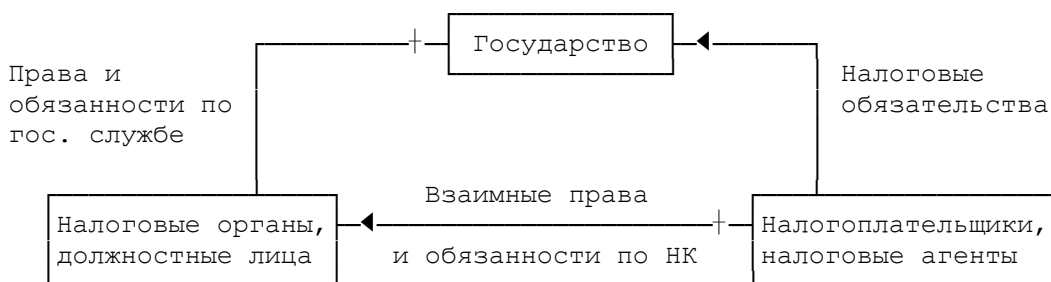 Государство
Права и
обязанности по
гос. службе
Налоговые
обязательства
Взаимные права
и обязанности по НК
Налоговые органы,
должностные лица
Налогоплательщики,
налоговые агенты